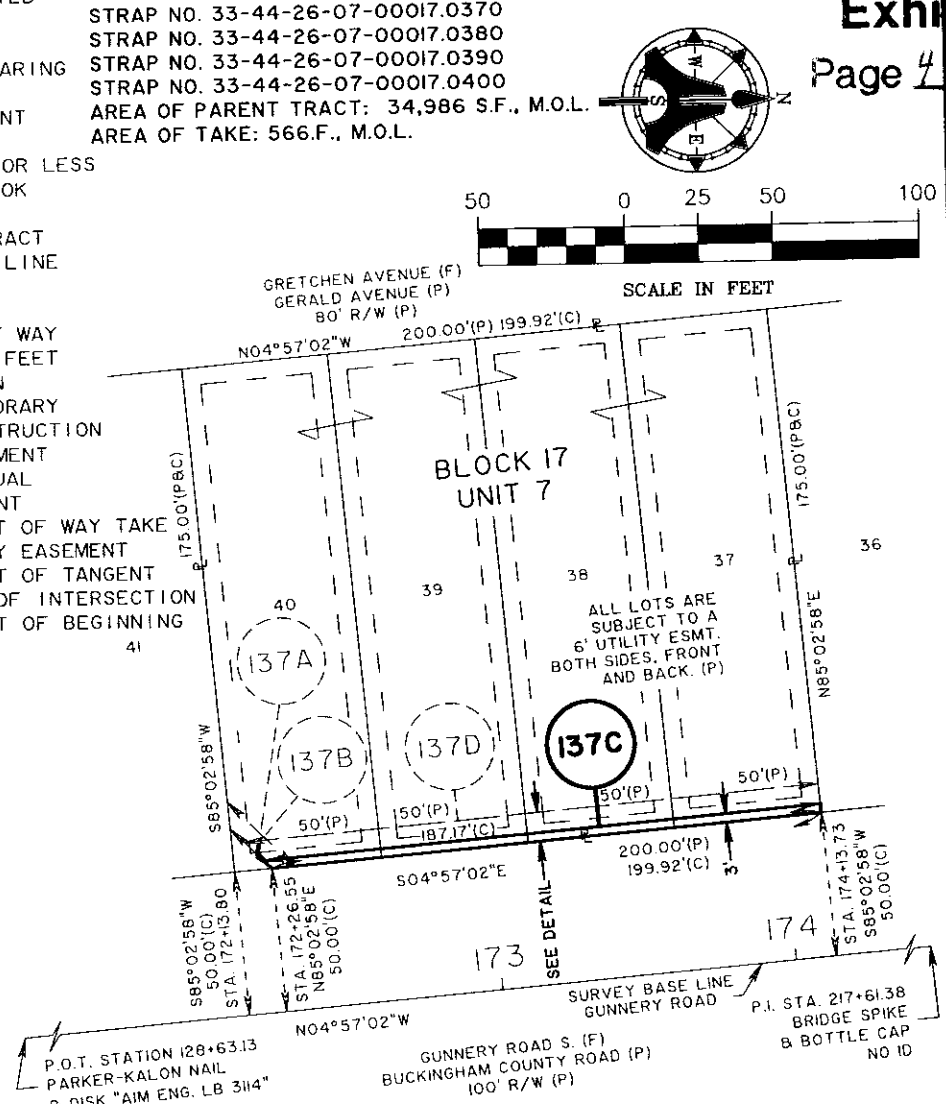 STRAP NO. 33-44-26-07-00017.0370
STRAP NO. 33-44-26-07-00017.0380
STRAP NO. 33-44-26-07-00017.0390
STRAP NO. 33-44-26-07-00017.0400
AREA OF PARENT TRACT: 34,986 S.F., M.O.L.
AREA OF TAKE: 566.F., M.O.L.
Page 4
OR LESS
LINE
WAY
FEET
OF WAY TAKE
EASEMENT
OF TANGENT
OF INTERSECTION
OF BEGINNING
W
S
N
E
50 0 25 50 100
SCALE IN FEET
GRETCHEN AVENUE (F)
GERALD AVENUE (P)
80' R/W (P)
N04°57'02"W
200.00'(P) 199.92'(C)
PL
175.00'(P&C)
PL
175.00'(P&C)
PL
BLOCK 17
UNIT 7
41
40
39
38
37
36
ALL LOTS ARE
SUBJECT TO A
6' UTILITY ESMT.
BOTH SIDES, FRONT
AND BACK. (P)
N85°02'58"E
S85°02'58"W
137A
137B
137D
137C
50'(P)
50'(P)
50'(P)
50'(P)
187.17'(C)
S04°57'02"E
200.00'(P)
199.92'(C)
3'
SEE DETAIL
S85°02'58"W
50.00'(C)
STA. 172+13.80
STA. 172+26.55
N85°02'58"E
50.00'(C)
STA. 174+13.73
S85°02'58"W
50.00'(C)
173
174
SURVEY BASE LINE
GUNNERY ROAD
N04°57'02"W
P.O.T. STATION 128+63.13
PARKER-KALON NAIL
DISK "AIM ENG. LB 3114"
GUNNERY ROAD S. (F)
BUCKINGHAM COUNTY ROAD (P)
100' R/W (P)
P.I. STA. 217+61.38
BRIDGE SPIKE
& BOTTLE CAP
NO ID